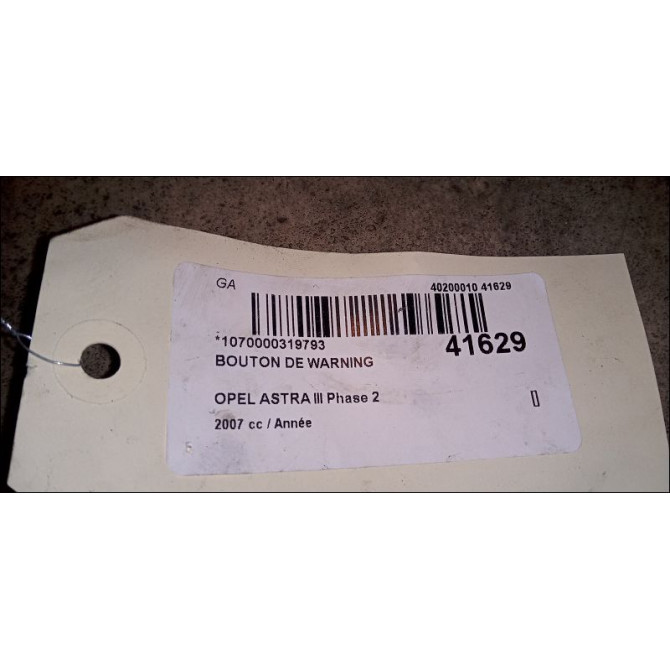 GA 40200010 41629
*1070000319793 41629
BOUTON DE WARNING
OPEL ASTRA III Phase 2
2007 cc / Année